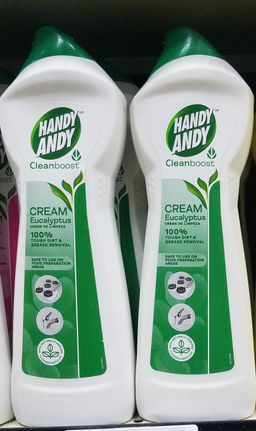 HANDY
ANDY
Cleanboost
CREAM
Eucalyptus
CREME DE LIMPEZA
100%
TOUGH DIRT &
GREASE REMOVAL
SAFE TO USE ON
FOOD PREPARATION
AREAS
HANDY
ANDY
Cleanboost
CREAM
Eucalyptus
CREME DE LIMPEZA
100%
TOUGH DIRT &
GREASE REMOVAL
SAFE TO USE ON
FOOD PREPARATION
AREAS